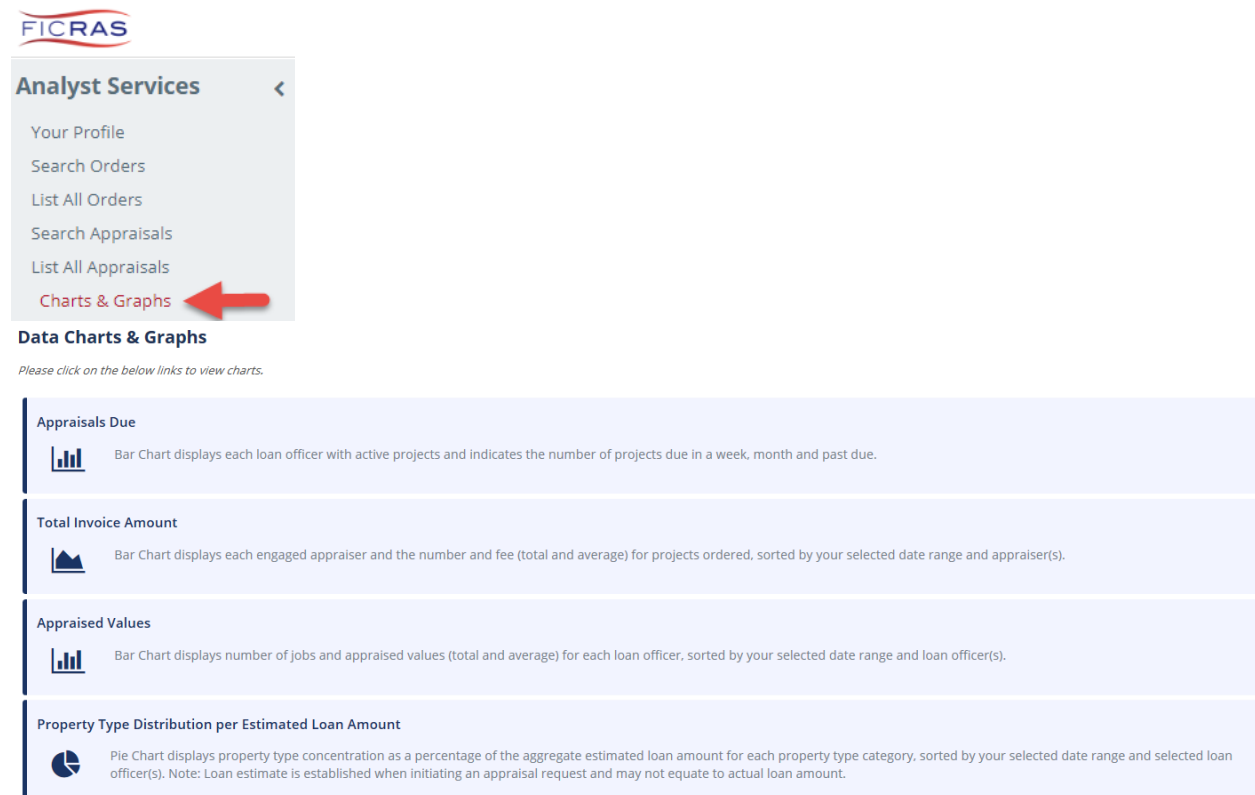 FICRAS
Analyst Services
Your Profile
Search Orders
List All Orders
Search Appraisals
List All Appraisals
Charts & Graphs
Data Charts & Graphs
Please click on the below links to view charts.
Appraisals Due
Bar Chart displays each loan officer with active projects and indicates the number of projects due in a week, month and past due.
Total Invoice Amount
Bar Chart displays each engaged appraiser and the number and fee (total and average) for projects ordered, sorted by your selected date range and appraiser(s).
Appraised Values
Bar Chart displays number of jobs and appraised values (total and average) for each loan officer, sorted by your selected date range and loan officer(s).
Property Type Distribution per Estimated Loan Amount
Pie Chart displays property type concentration as a percentage of the aggregate estimated loan amount for each property type category, sorted by your selected date range and selected loan
officer(s). Note: Loan estimate is established when initiating an appraisal request and may not equate to actual loan amount.